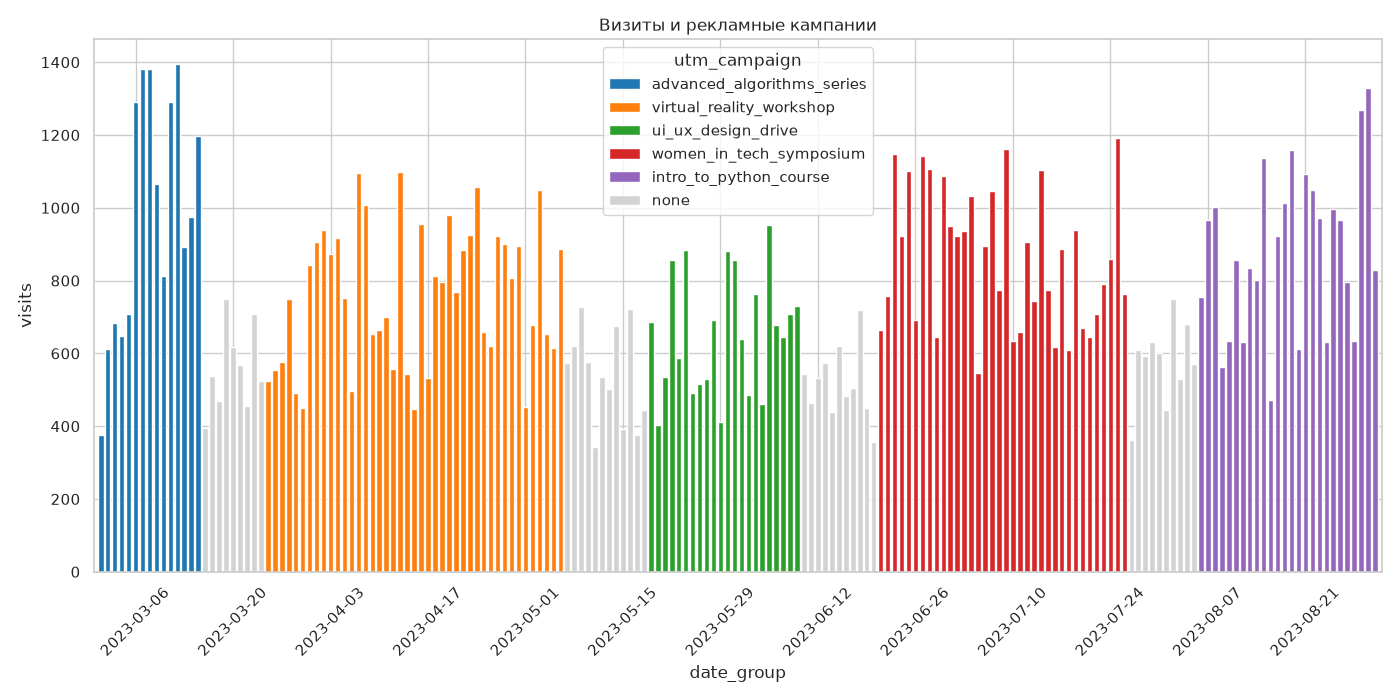 Визиты и рекламные кампании
utm_campaign
advanced_algorithms_series
virtual_reality_workshop
ui_ux_design_drive
women_in_tech_symposium
intro_to_python_course
none
visits
1400
1200
1000
800
600
400
200
0
2023-03-06
2023-03-20
2023-04-03
2023-04-17
2023-05-01
2023-05-15
2023-05-29
2023-06-12
2023-06-26
2023-07-10
2023-07-24
2023-08-07
2023-08-21
date_group